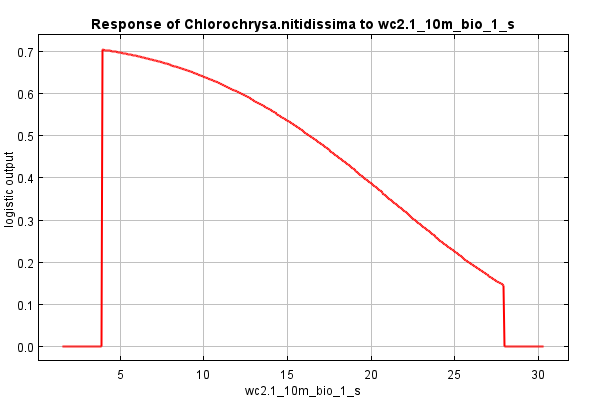 Response of Chlorochrysa.nitidissima to wc2.1_10m_bio_1_s
logistic output
0.7
0.6
0.5
0.4
0.3
0.2
0.1
0.0
5 10 15 20 25 30
wc2.1_10m_bio_1_s